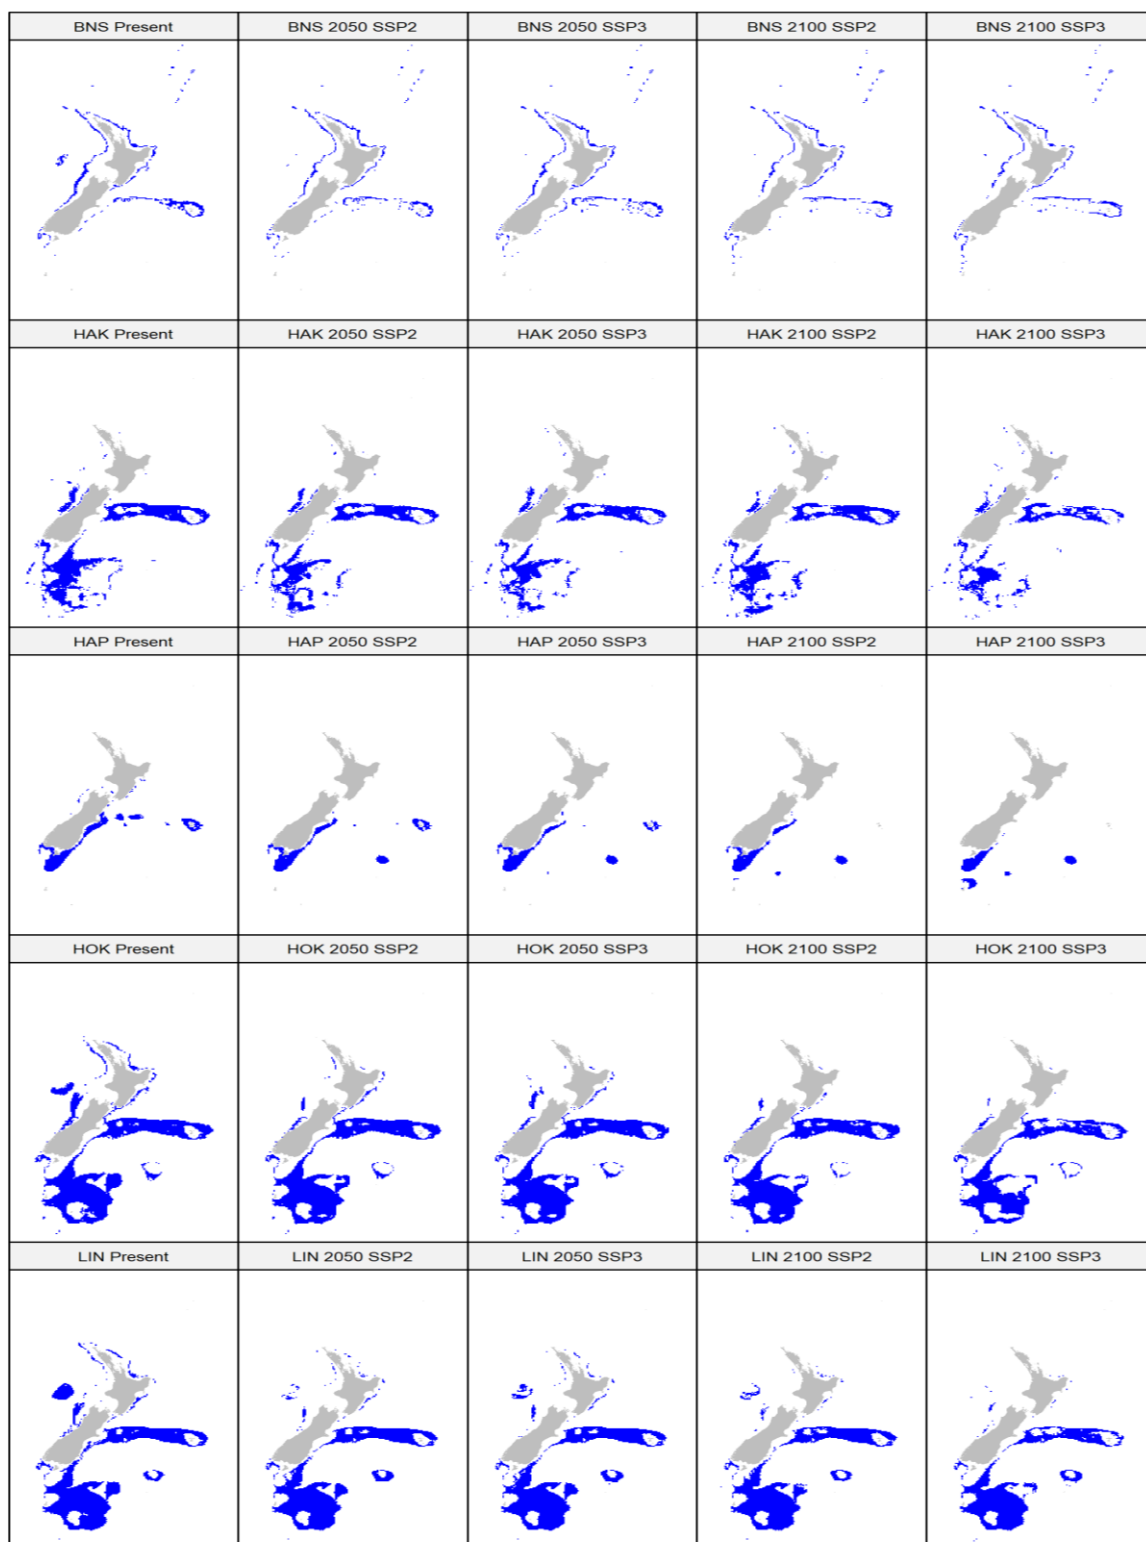 BNS Present BNS 2050 SSP2 BNS 2050 SSP3 BNS 2100 SSP2 BNS 2100 SSP3
HAK Present HAK 2050 SSP2 HAK 2050 SSP3 HAK 2100 SSP2 HAK 2100 SSP3
HAP Present HAP 2050 SSP2 HAP 2050 SSP3 HAP 2100 SSP2 HAP 2100 SSP3
HOK Present HOK 2050 SSP2 HOK 2050 SSP3 HOK 2100 SSP2 HOK 2100 SSP3
LIN Present LIN 2050 SSP2 LIN 2050 SSP3 LIN 2100 SSP2 LIN 2100 SSP3